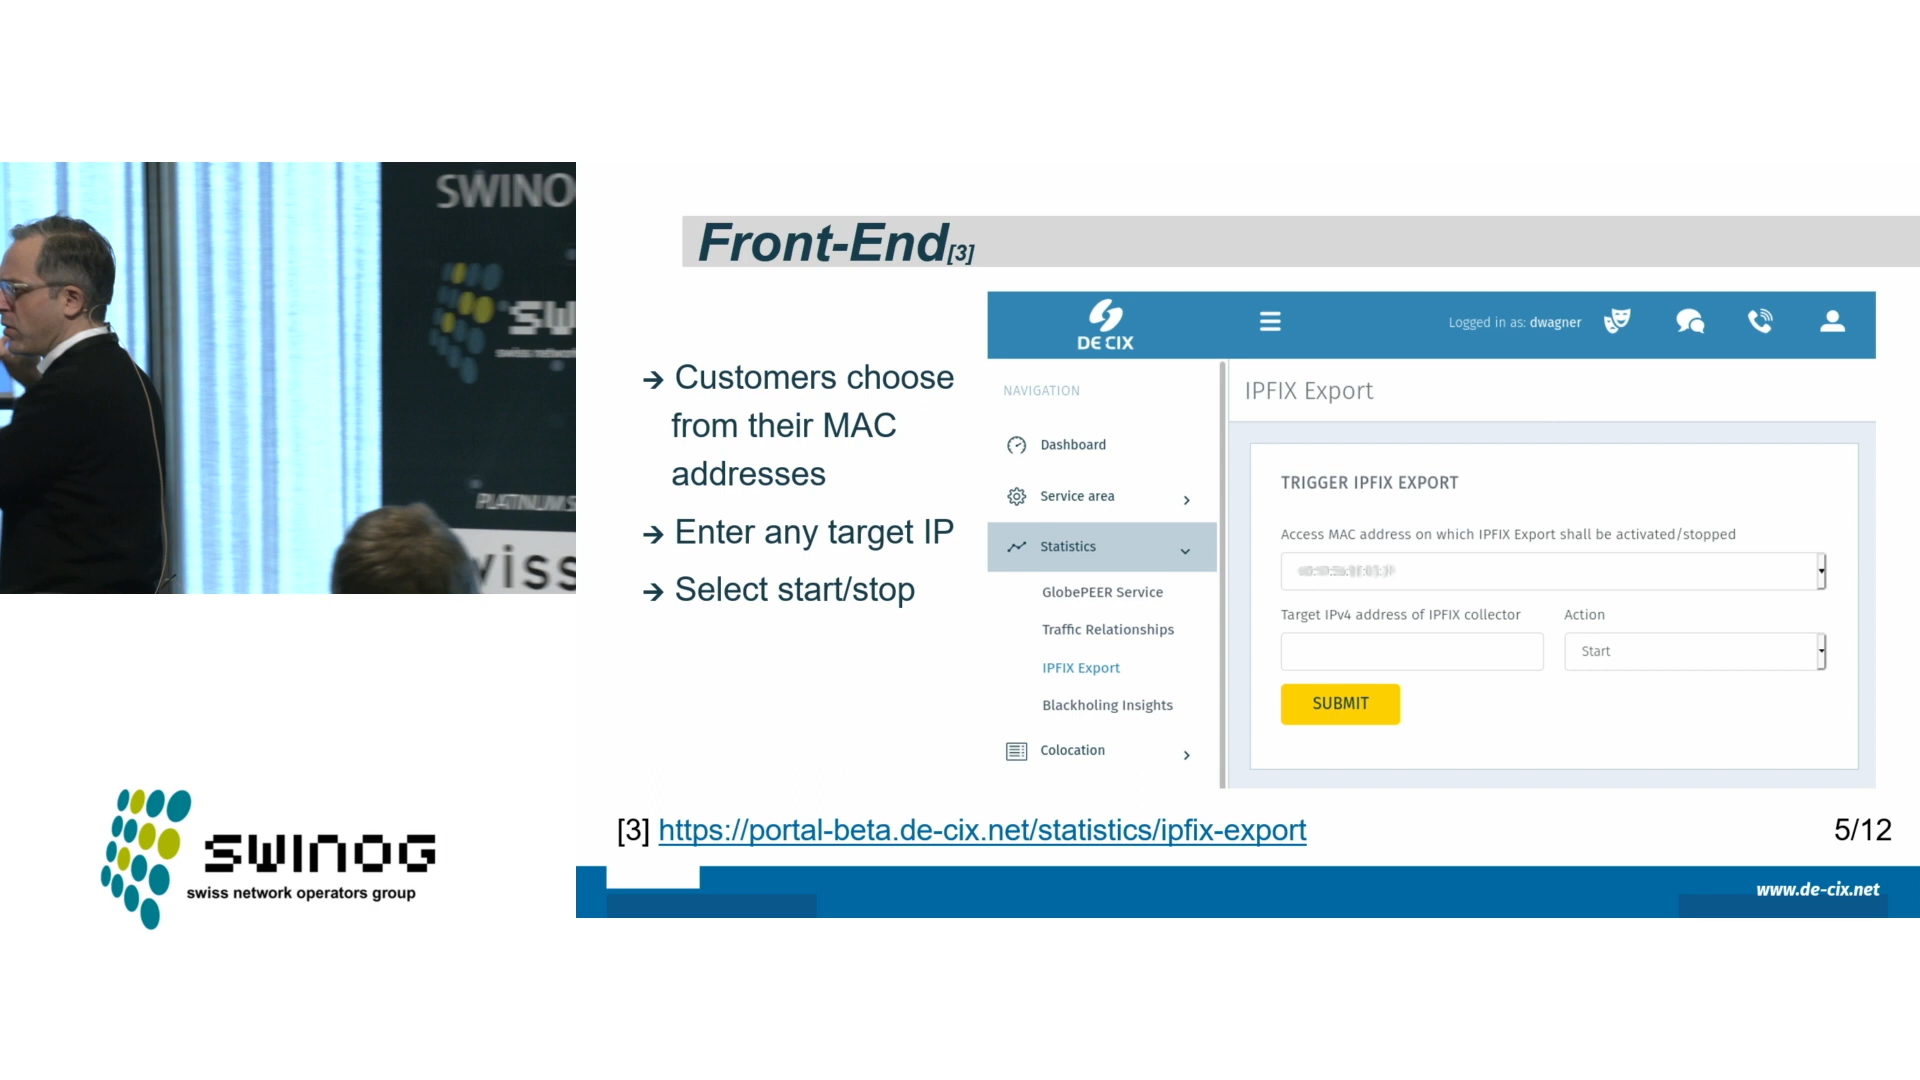 SWINO
SW
swiss netwo
PLATINUM S
viss
swinog
swiss network operators group
Front-End[3]
→ Customers choose
from their MAC
addresses
→ Enter any target IP
→ Select start/stop
DE CIX
Logged in as: dwagner
NAVIGATION
Dashboard
Service area
Statistics
GlobePEER Service
Traffic Relationships
IPFIX Export
Blackholing Insights
Colocation
IPFIX Export
TRIGGER IPFIX EXPORT
Access MAC address on which IPFIX Export shall be activated/stopped
Target IPv4 address of IPFIX collector
Action
Start
SUBMIT
[3] https://portal-beta.de-cix.net/statistics/ipfix-export
5/12
www.de-cix.net